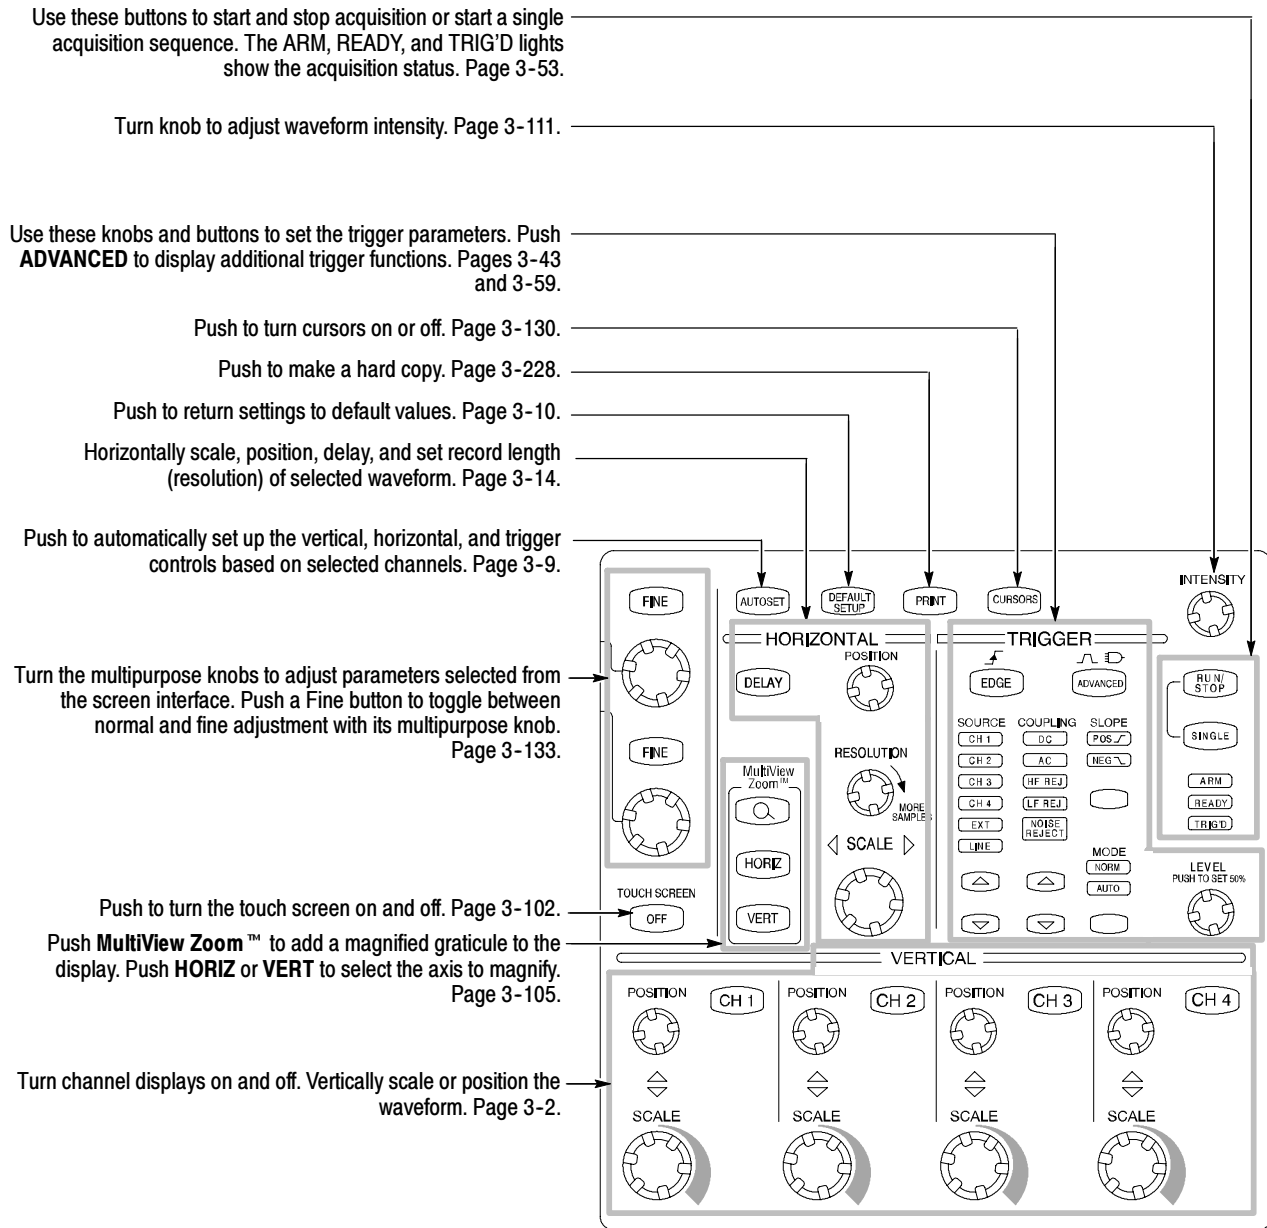 Use these buttons to start and stop acquisition or start a single
acquisition sequence. The ARM, READY, and TRIG’D lights
show the acquisition status. Page 3-53.
Turn knob to adjust waveform intensity. Page 3-111.
Use these knobs and buttons to set the trigger parameters. Push
ADVANCED to display additional trigger functions. Pages 3-43
and 3-59.
Push to turn cursors on or off. Page 3-130.
Push to make a hard copy. Page 3-228.
Push to return settings to default values. Page 3-10.
Horizontally scale, position, delay, and set record length
(resolution) of selected waveform. Page 3-14.
Push to automatically set up the vertical, horizontal, and trigger
controls based on selected channels. Page 3-9.
Turn the multipurpose knobs to adjust parameters selected from
the screen interface. Push a Fine button to toggle between
normal and fine adjustment with its multipurpose knob.
Page 3-133.
Push to turn the touch screen on and off. Page 3-102.
Push MultiView Zoom™ to add a magnified graticule to the
display. Push HORIZ or VERT to select the axis to magnify.
Page 3-105.
Turn channel displays on and off. Vertically scale or position the
waveform. Page 3-2.
FINE
FINE
TOUCH SCREEN
OFF
AUTOSET
DEFAULT
SETUP
PRINT
CURSORS
INTENSITY
HORIZONTAL
POSITION
DELAY
RESOLUTION
MORE
SAMPLES
SCALE
MultiView
Zoom™
HORIZ
VERT
TRIGGER
EDGE
ADVANCED
SOURCE
CH 1
CH 2
CH 3
CH 4
EXT
LINE
COUPLING
DC
AC
HF REJ
LF REJ
NOISE
REJECT
SLOPE
POS
NEG
MODE
NORM
AUTO
RUN/
STOP
SINGLE
ARM
READY
TRIG'D
LEVEL
PUSH TO SET 50%
VERTICAL
POSITION
CH 1
POSITION
CH 2
POSITION
CH 3
POSITION
CH 4
SCALE
SCALE
SCALE
SCALE